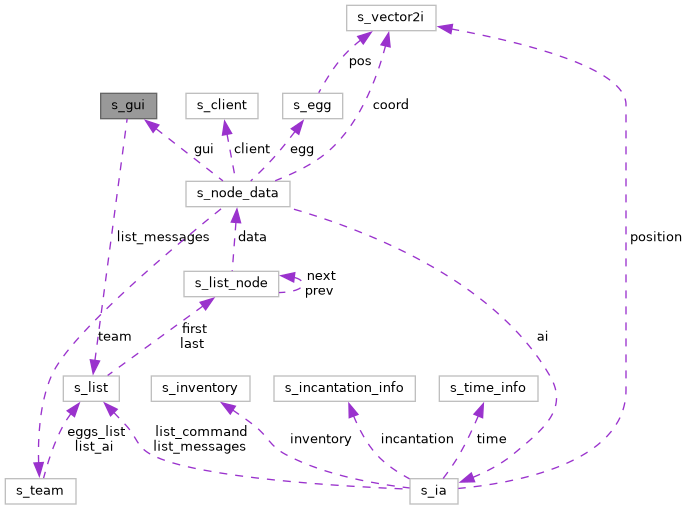 s_vector2i
pos
s_gui
s_client
s_egg
coord
gui
client
egg
s_node_data
list_messages
data
position
s_list_node
next
prev
first
last
team
ai
s_list
s_inventory
s_incantation_info
s_time_info
eggs_list
list_ai
list_command
list_messages
inventory
incantation
time
s_team
s_ia